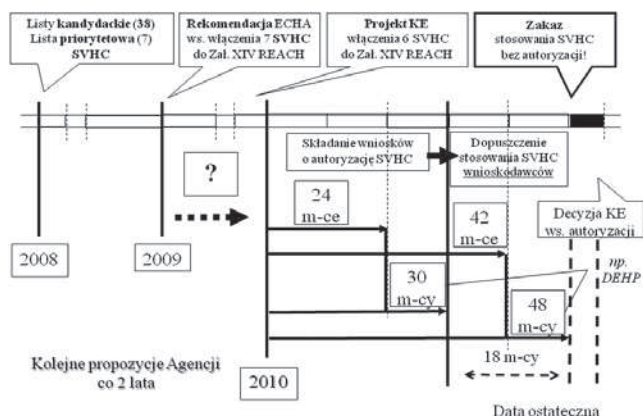 Listy kandydackie (38)
Lista priorytetowa (7)
SVHC
Rekomendacja ECHA
ws. włączenia 7 SVHC
do Zał. XIV REACH
Projekt KE
włączenia 6 SVHC
do Zał. XIV REACH
Zakaz
stosowania SVHC
bez autoryzacji!
Składanie wniosków
o autoryzację SVHC
Dopuszczenie
stosowania SVHC
wnioskodawców
?
24
m-ce
42
m-ce
Decyzja KE
ws. autoryzacji
2008
2009
30
m-cy
48
m-cy
np.
DEHP
Kolejne propozycje Agencji
co 2 lata
2010
18 m-cy
Data ostateczna